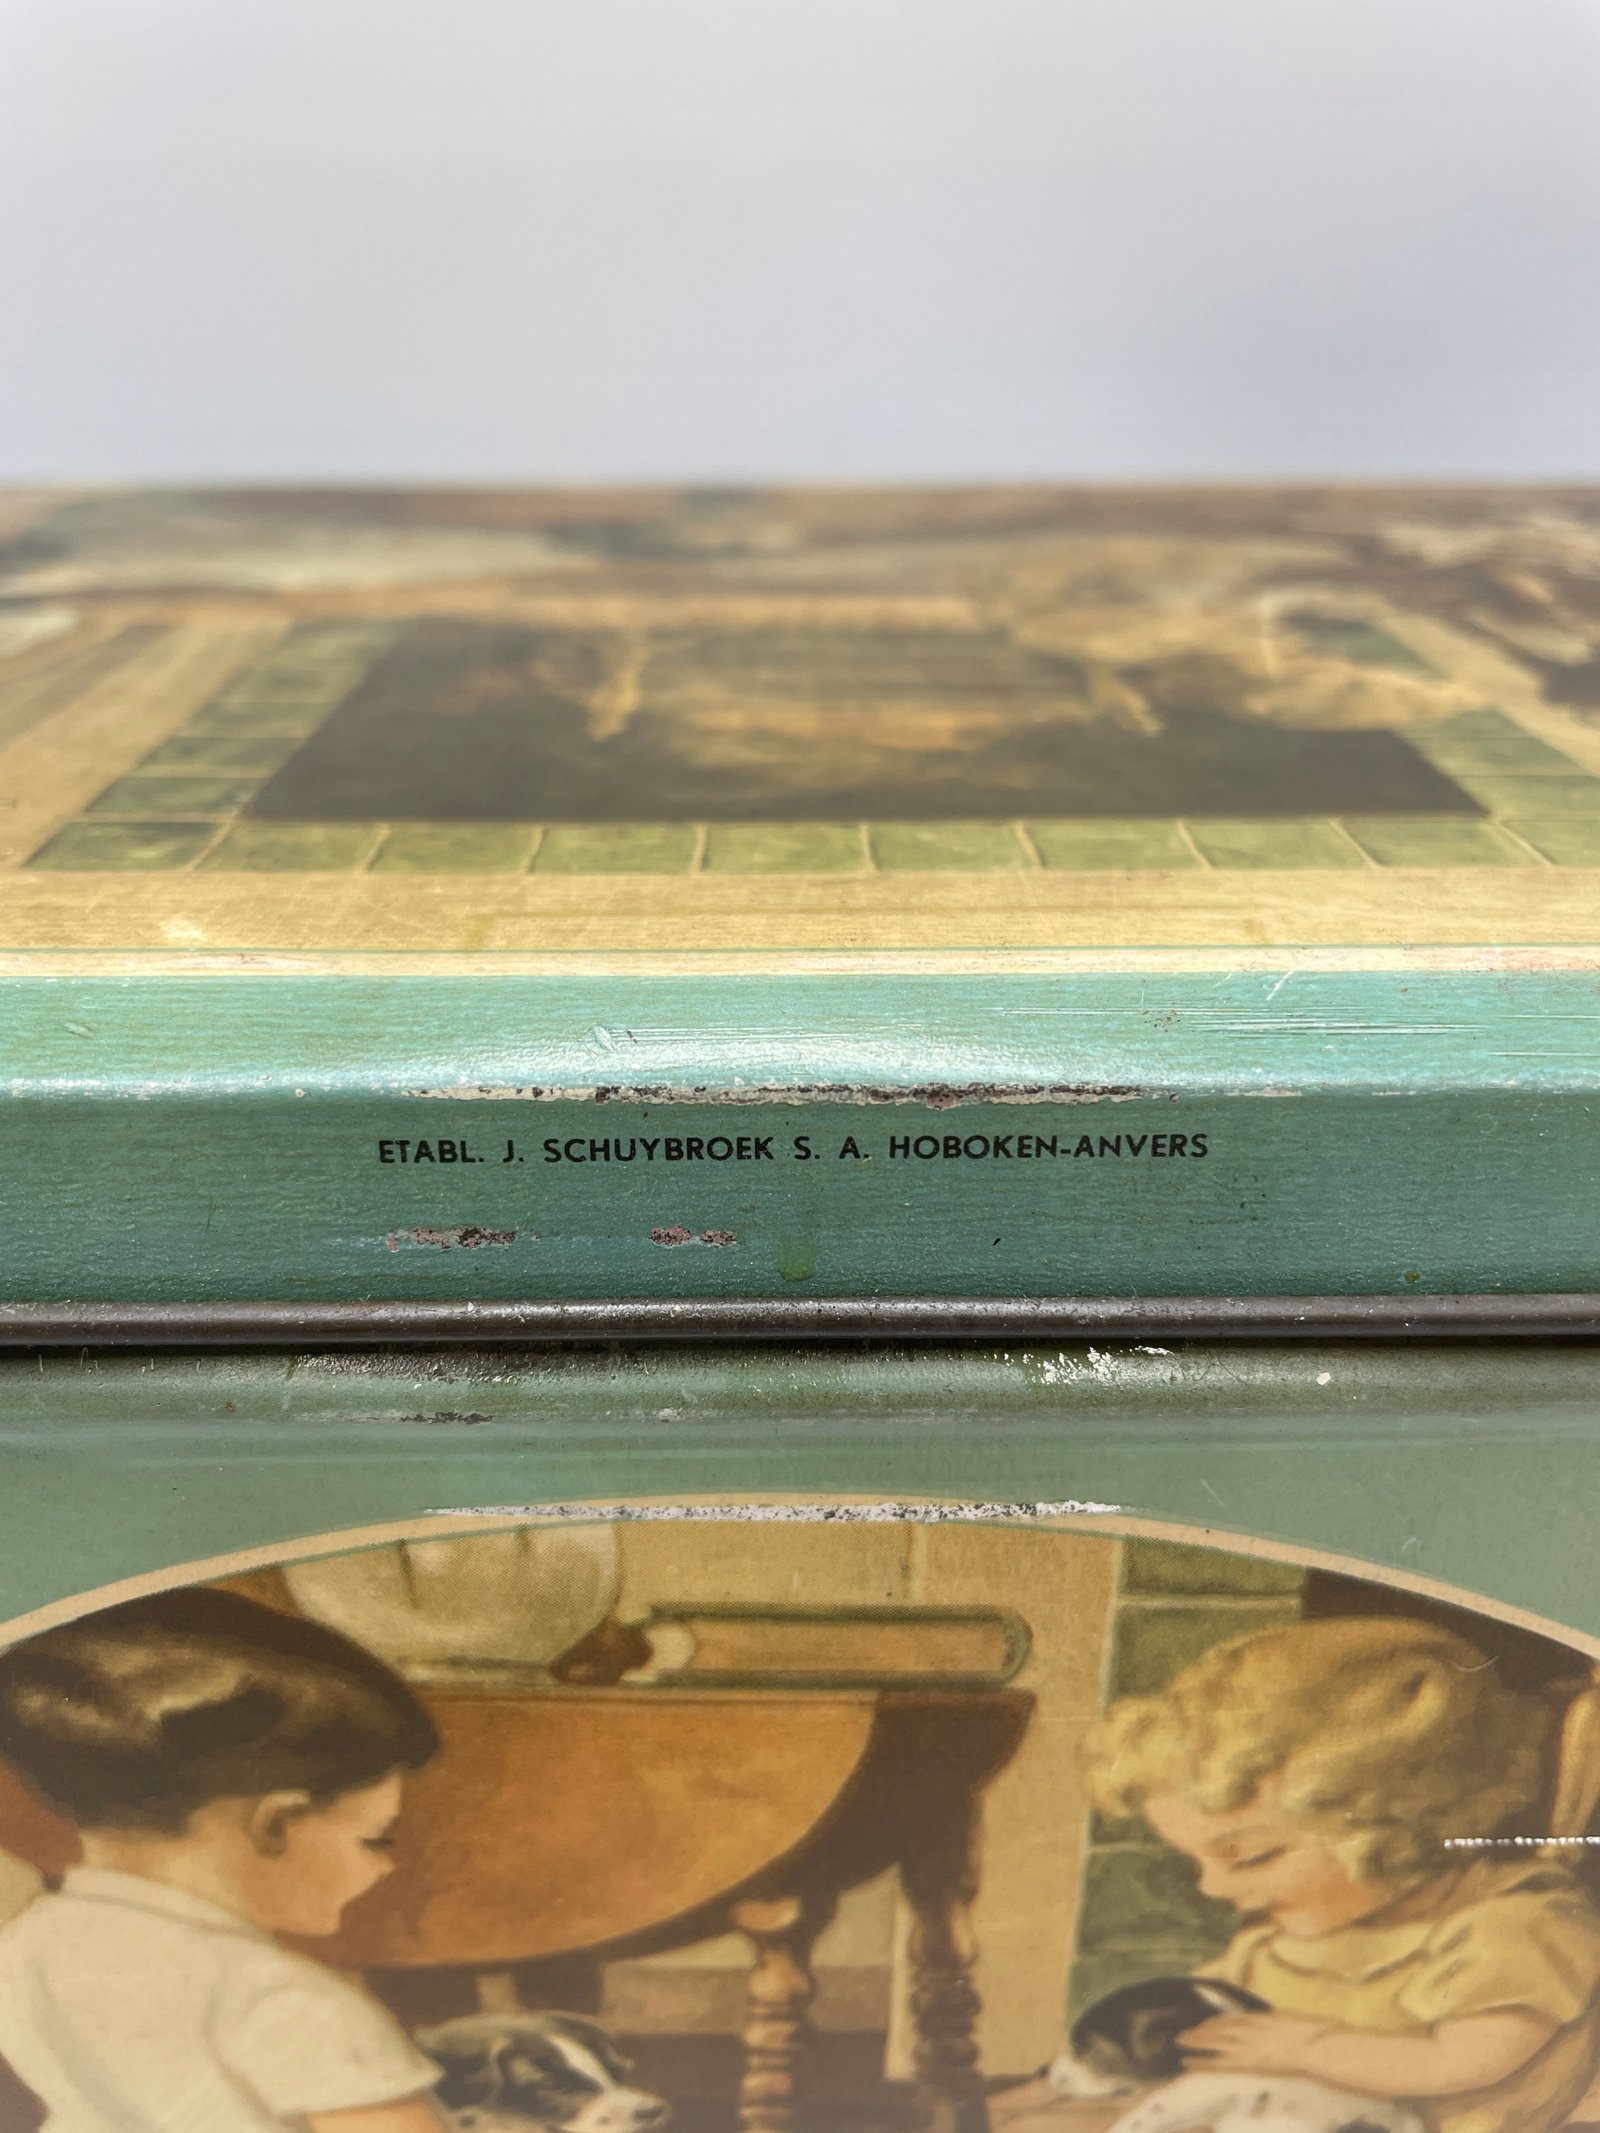 ETABL. J. SCHUYBROEK S. A. HOBOKEN-ANVERS